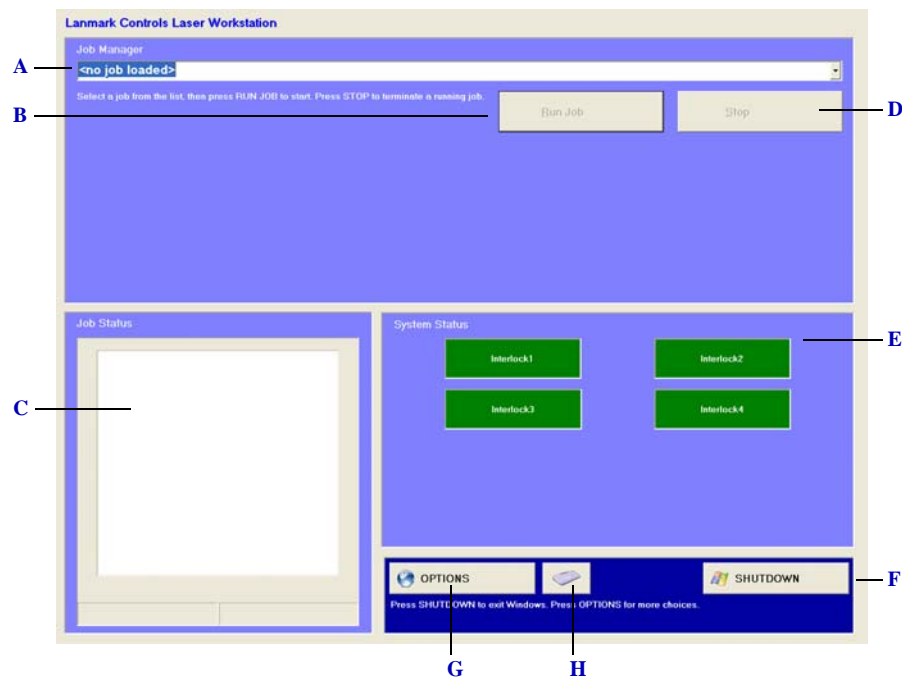 Lanmark Controls Laser Workstation
Job Manager
A
<no job loaded>
Select a job from the list, then press RUN JOB to start. Press STOP to terminate a running job.
B
Run Job
Stop
D
Job Status
System Status
E
Interlock1
Interlock2
C
Interlock3
Interlock4
OPTIONS
SHUTDOWN
F
Press SHUTDOWN to exit Windows. Press OPTIONS for more choices.
G
H